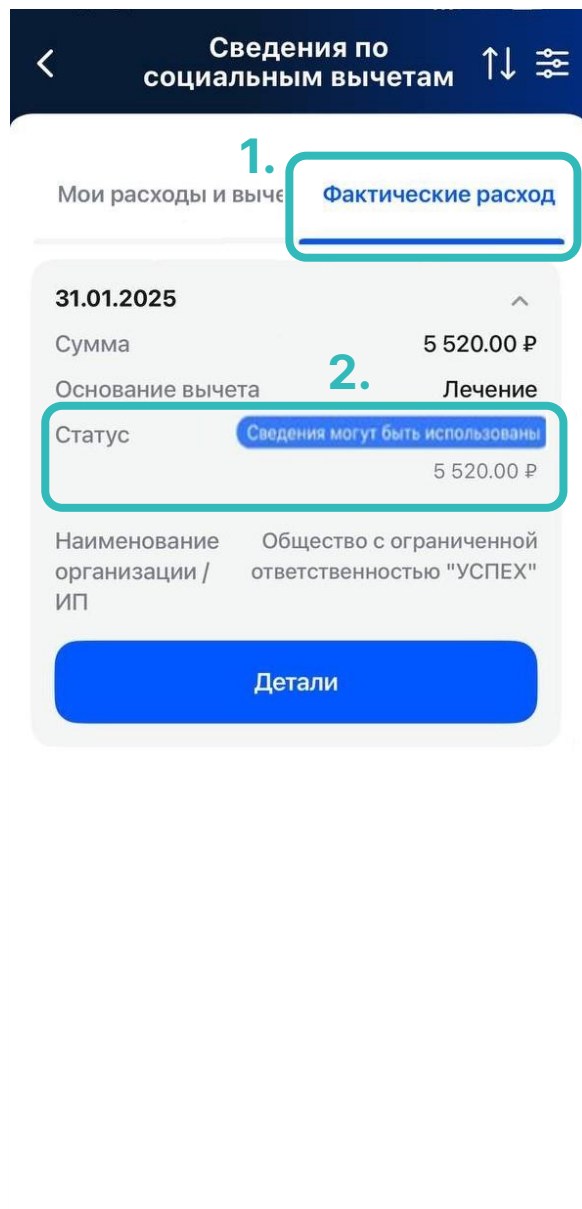 Сведения по
социальным вычетам
1.
Мои расходы и выче
Фактические расход
31.01.2025
Сумма 5 520.00 ₽
2.
Основание вычета Лечение
Статус Сведения могут быть использованы
5 520.00 ₽
Наименование Общество с ограниченной
организации / ответственностью "УСПЕХ"
ИП
Детали